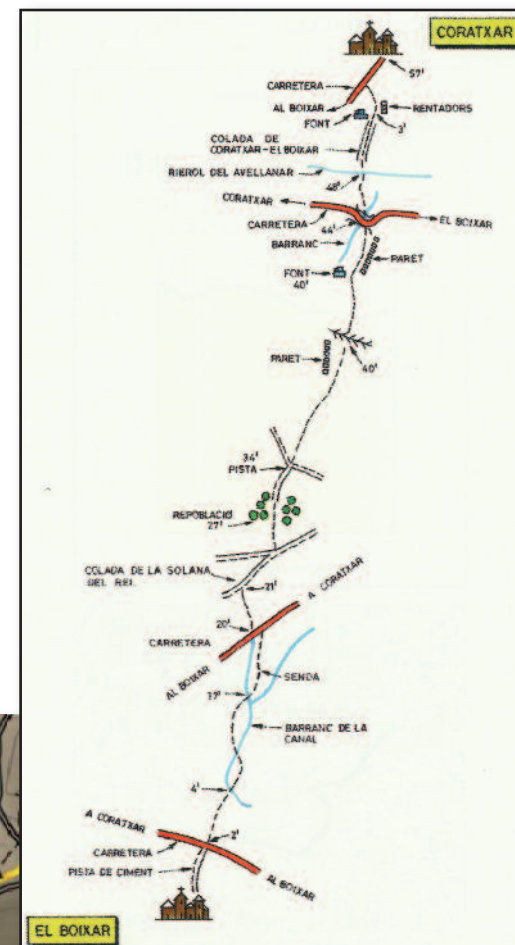 CORATXAR
57'
CARRETERA
AL BOIXAR
RENTADORS
FONT
3'
COLADA DE
CORATXAR-EL BOIXAR
RIEROL DEL AVELLANAR
48'
CORATXAR
CARRETERA
EL BOIXAR
44'
BARRANC
PARET
FONT
40'
PARET
40'
34'
PISTA
REPOBLACIÓ
27'
COLADA DE LA SOLANA
DEL REI
21'
A CORATXAR
20'
CARRETERA
AL BOIXAR
SENDA
17'
BARRANC DE LA
CANAL
4'
A CORATXAR
2'
CARRETERA
PISTA DE CIMENT
AL BOIXAR
EL BOIXAR